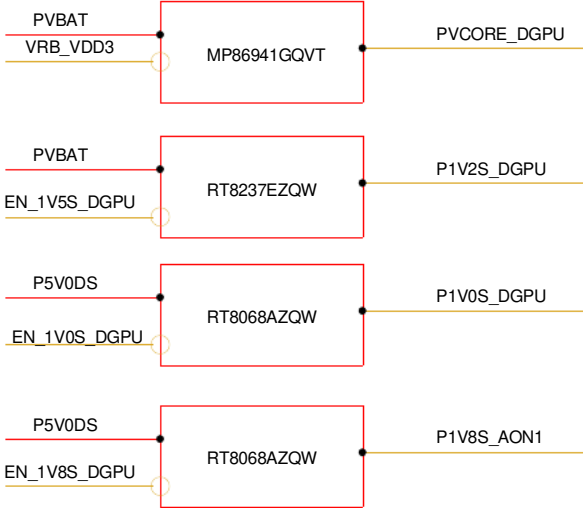 PVBAT
VRB_VDD3
MP86941GQVT
PVCORE_DGPU
PVBAT
EN_1V5S_DGPU
RT8237EZQW
P1V2S_DGPU
P5V0DS
EN_1V0S_DGPU
RT8068AZQW
P1V0S_DGPU
P5V0DS
EN_1V8S_DGPU
RT8068AZQW
P1V8S_AON1